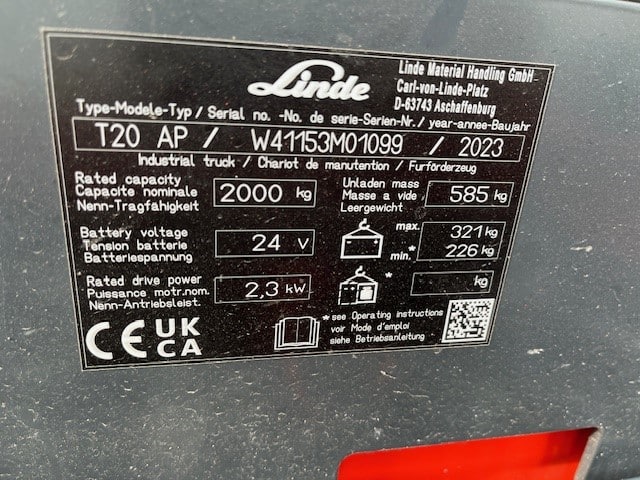 Linde
Linde Material Handling GmbH
Carl-von-Linde-Platz
D-63743 Aschaffenburg
Type-Modele-Typ / Serial no. -No. de serie-Serien-Nr. / year-annee-Baujahr
T20 AP / W41153M01099 / 2023
Industrial truck / Chariot de manutention / Furförderzeug
Rated capacity
Capacite nominale
Nenn-Tragfahigkeit
2000 kg
Unladen mass
Masse a vide
Leergewicht
585 kg
Battery voltage
Tension batterie
Batteriespannung
24 V
max. 321 kg
min.* 226 kg
Rated drive power
Puissance motr.nom.
Nenn-Antriebsleist.
2,3 kW
* kg
CE UK
CA
* see Operating instructions
voir Mode d'emploi
siehe Betriebsanleitung